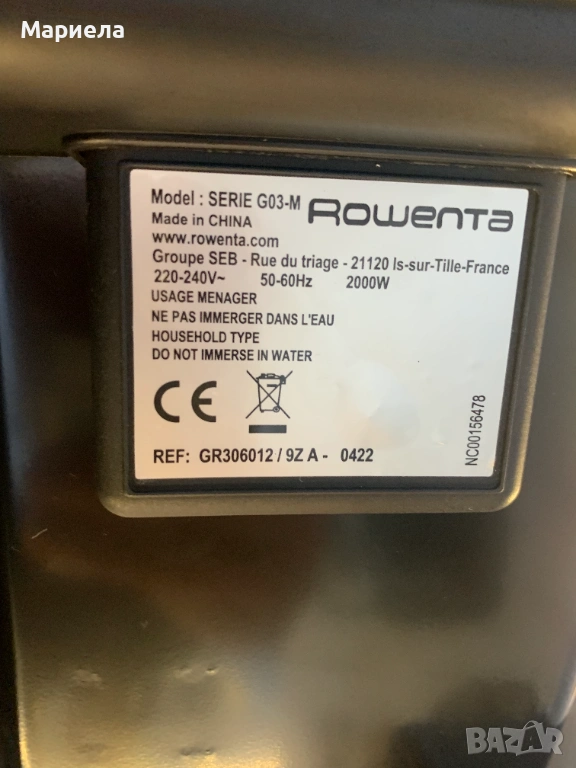 Мариела
Model : SERIE G03-M Rowenta
Made in CHINA
www.rowenta.com
Groupe SEB - Rue du triage - 21120 Is-sur-Tille-France
220-240V~ 50-60Hz 2000W
USAGE MENAGER
NE PAS IMMERGER DANS L'EAU
HOUSEHOLD TYPE
DO NOT IMMERSE IN WATER
CE
REF: GR306012 / 9Z A - 0422
NC00156478
BAZAR